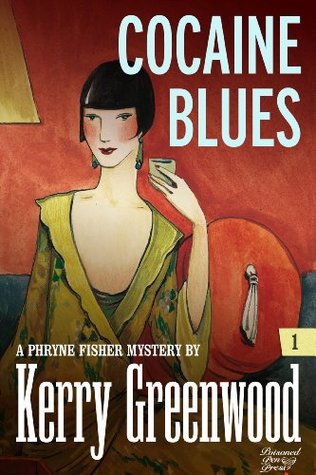 COCAINE
BLUES
1
A PHRYNE FISHER MYSTERY BY
Kerry Greenwood
Poisoned
Pen
Press